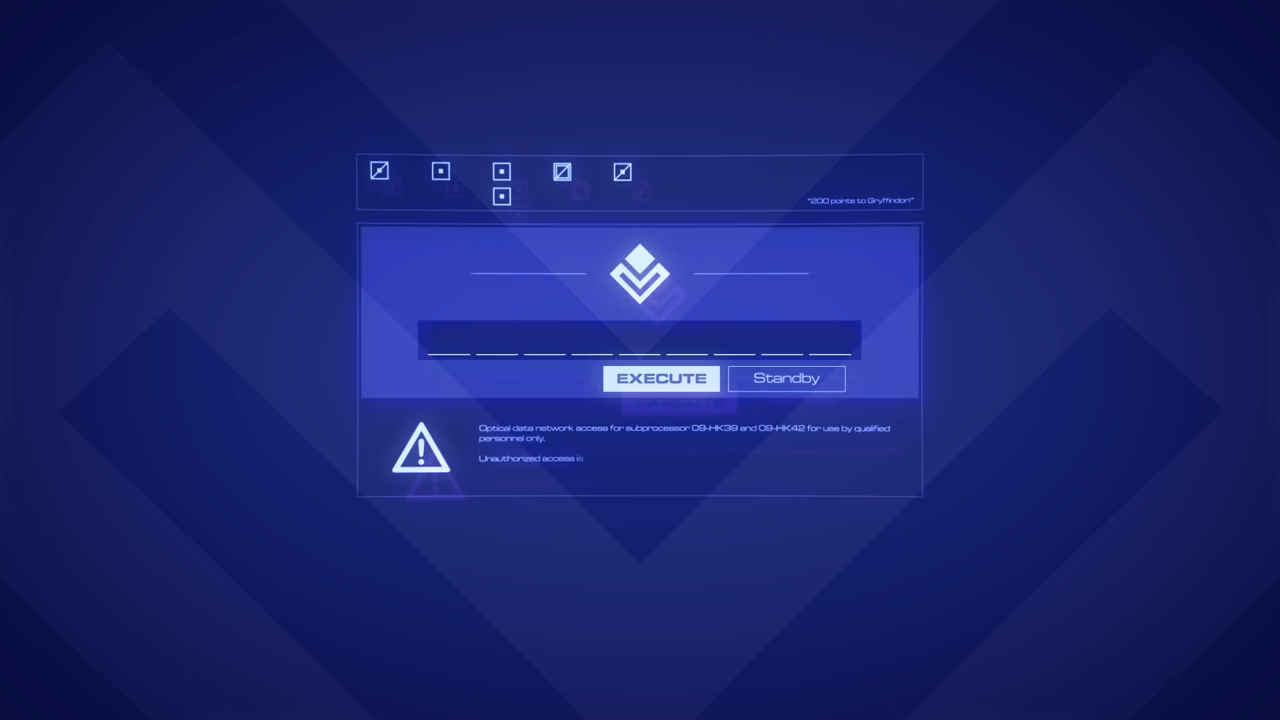 "200 points to Gryffindor!"
EXECUTE
Standby
Optical data network access for subprocessor 09-HK39 and 09-HK42 for use by qualified
personnel only.
Unauthorized access is